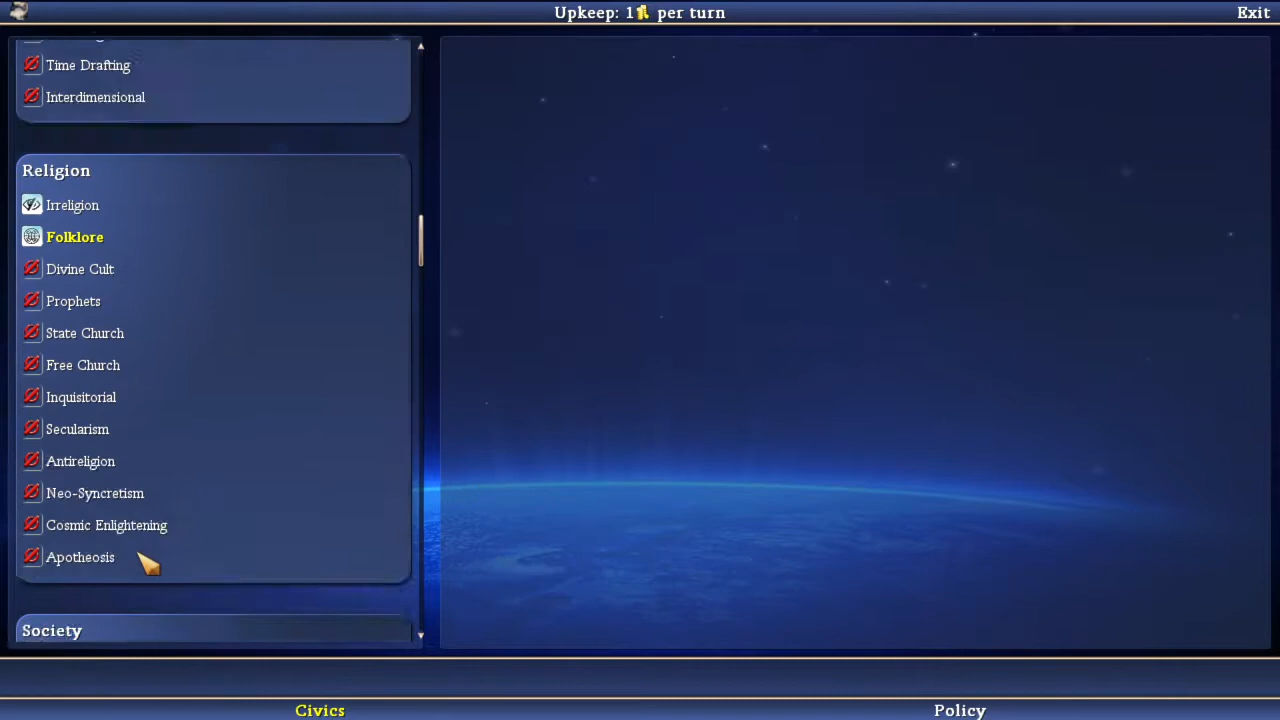 Upkeep: 1 per turn
Exit
Time Drafting
Interdimensional
Religion
Irreligion
Folklore
Divine Cult
Prophets
State Church
Free Church
Inquisitorial
Secularism
Antireligion
Neo-Syncretism
Cosmic Enlightening
Apotheosis
Society
Civics
Policy